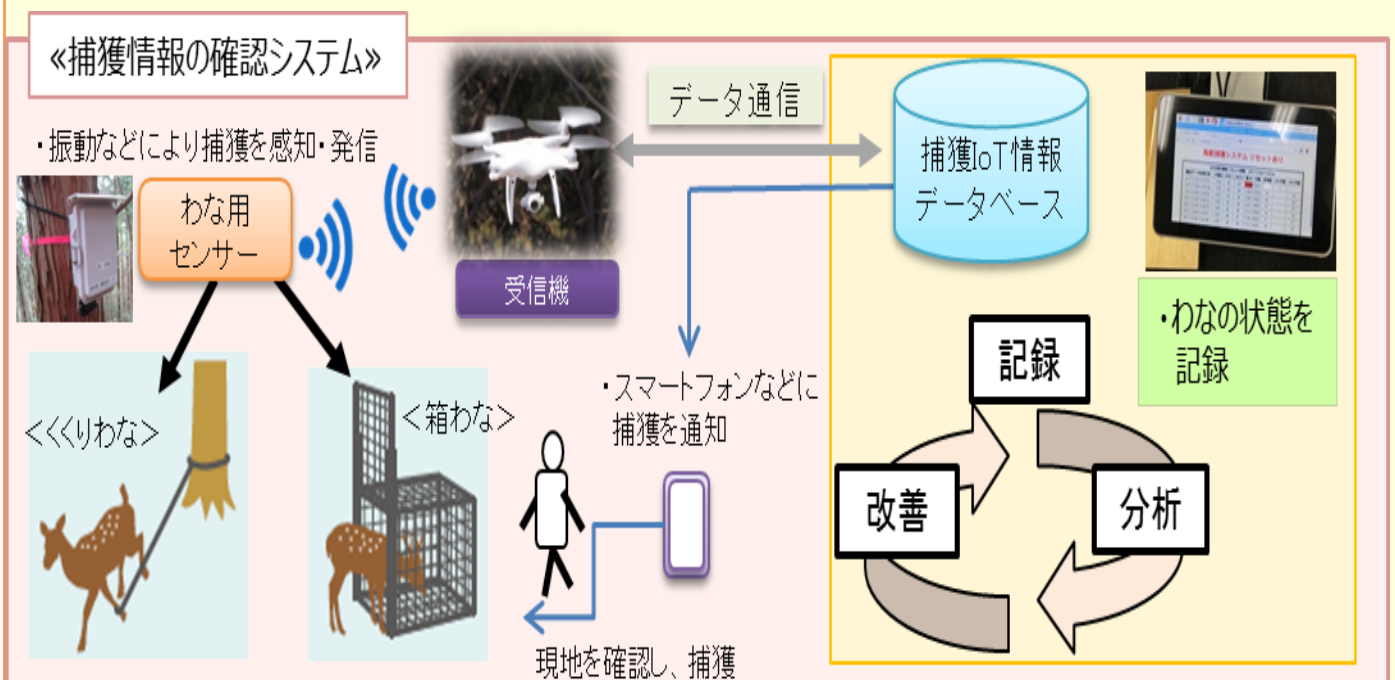 ≪捕獲情報の確認システム≫
・振動などにより捕獲を感知・発信
わな用
センサー
受信機
データ通信
捕獲IoT情報
データベース
・わなの状態を
記録
・スマートフォンなどに
捕獲を通知
＜くくりわな＞
＜箱わな＞
現地を確認し、捕獲
記録
分析
改善